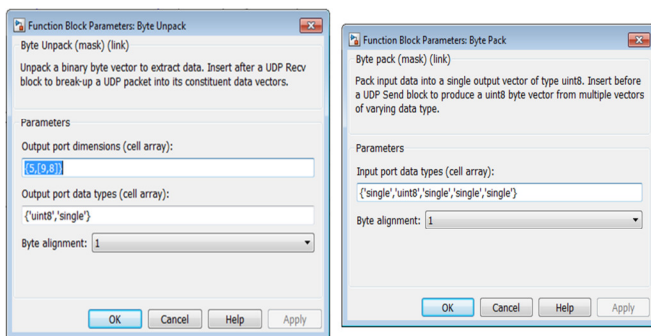 Function Block Parameters: Byte Unpack
Byte Unpack (mask) (link)
Unpack a binary byte vector to extract data. Insert after a UDP Recv
block to break-up a UDP packet into its constituent data vectors.
Parameters
Output port dimensions (cell array):
{5,[9,8]}
Output port data types (cell array):
{'uint8','single'}
Byte alignment: 1
OK Cancel Help Apply
Function Block Parameters: Byte Pack
Byte pack (mask) (link)
Pack input data into a single output vector of type uint8. Insert before
a UDP Send block to produce a uint8 byte vector from multiple vectors
of varying data type.
Parameters
Input port data types (cell array):
{'single','uint8','single','single','single'}
Byte alignment: 1
OK Cancel Help Apply